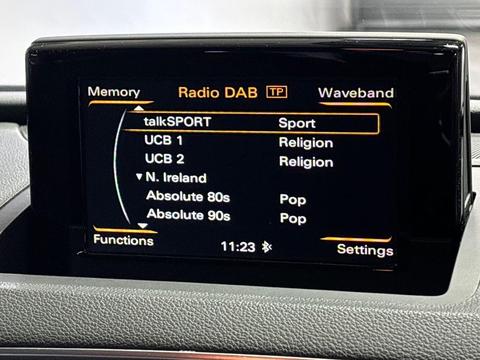 Memory Radio DAB TP Waveband
talkSPORT Sport
UCB 1 Religion
UCB 2 Religion
▼ N. Ireland
Absolute 80s Pop
Absolute 90s Pop
Functions 11:23 Settings